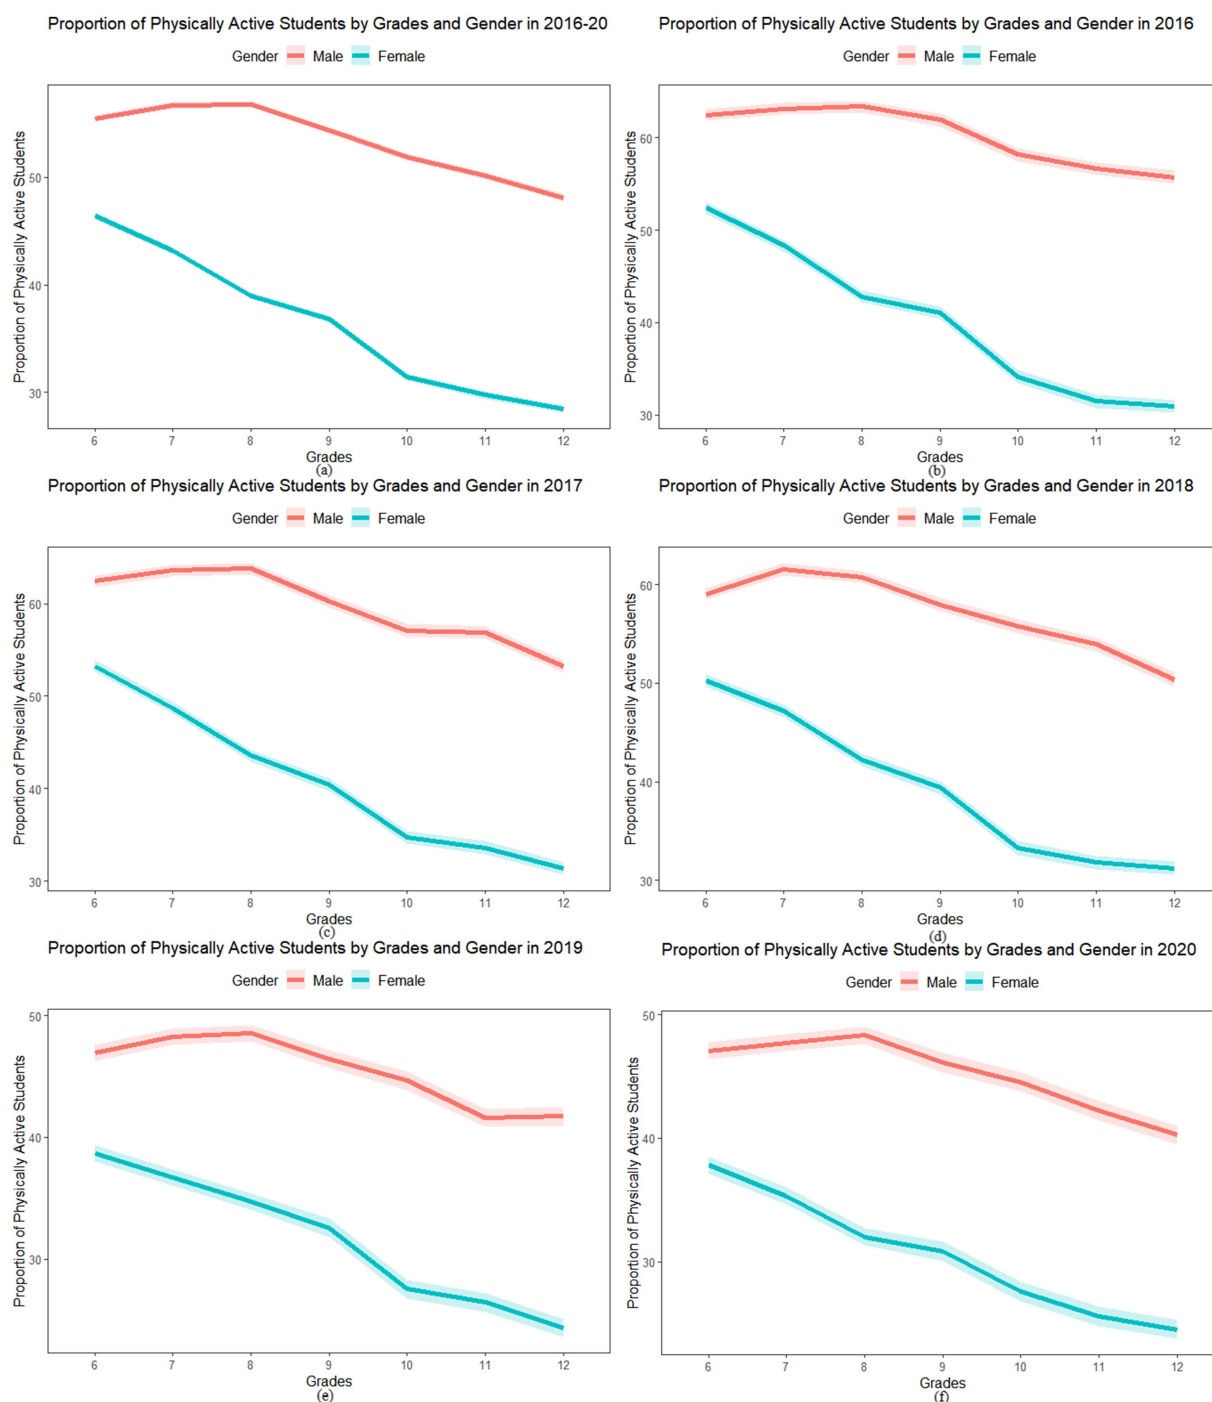 Proportion of Physically Active Students by Grades and Gender in 2016-20
Gender Male Female
Proportion of Physically Active Students
50
40
30
6 7 8 9 10 11 12
Grades
(a)
Proportion of Physically Active Students by Grades and Gender in 2016
Gender Male Female
Proportion of Physically Active Students
60
50
40
30
6 7 8 9 10 11 12
Grades
(b)
Proportion of Physically Active Students by Grades and Gender in 2017
Gender Male Female
Proportion of Physically Active Students
60
50
40
30
6 7 8 9 10 11 12
Grades
(c)
Proportion of Physically Active Students by Grades and Gender in 2018
Gender Male Female
Proportion of Physically Active Students
60
50
40
30
6 7 8 9 10 11 12
Grades
(d)
Proportion of Physically Active Students by Grades and Gender in 2019
Gender Male Female
Proportion of Physically Active Students
50
40
30
6 7 8 9 10 11 12
Grades
(e)
Proportion of Physically Active Students by Grades and Gender in 2020
Gender Male Female
Proportion of Physically Active Students
50
40
30
6 7 8 9 10 11 12
Grades
(f)